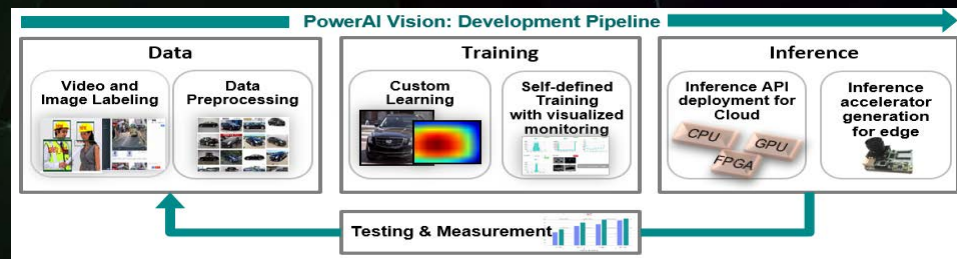 PowerAI Vision: Development Pipeline
Data
Video and
Image Labeling
Data
Preprocessing
Training
Custom
Learning
Self-defined
Training
with visualized
monitoring
Inference
Inference API
deployment for
Cloud
CPU
GPU
FPGA
Inference
accelerator
generation
for edge
Testing & Measurement